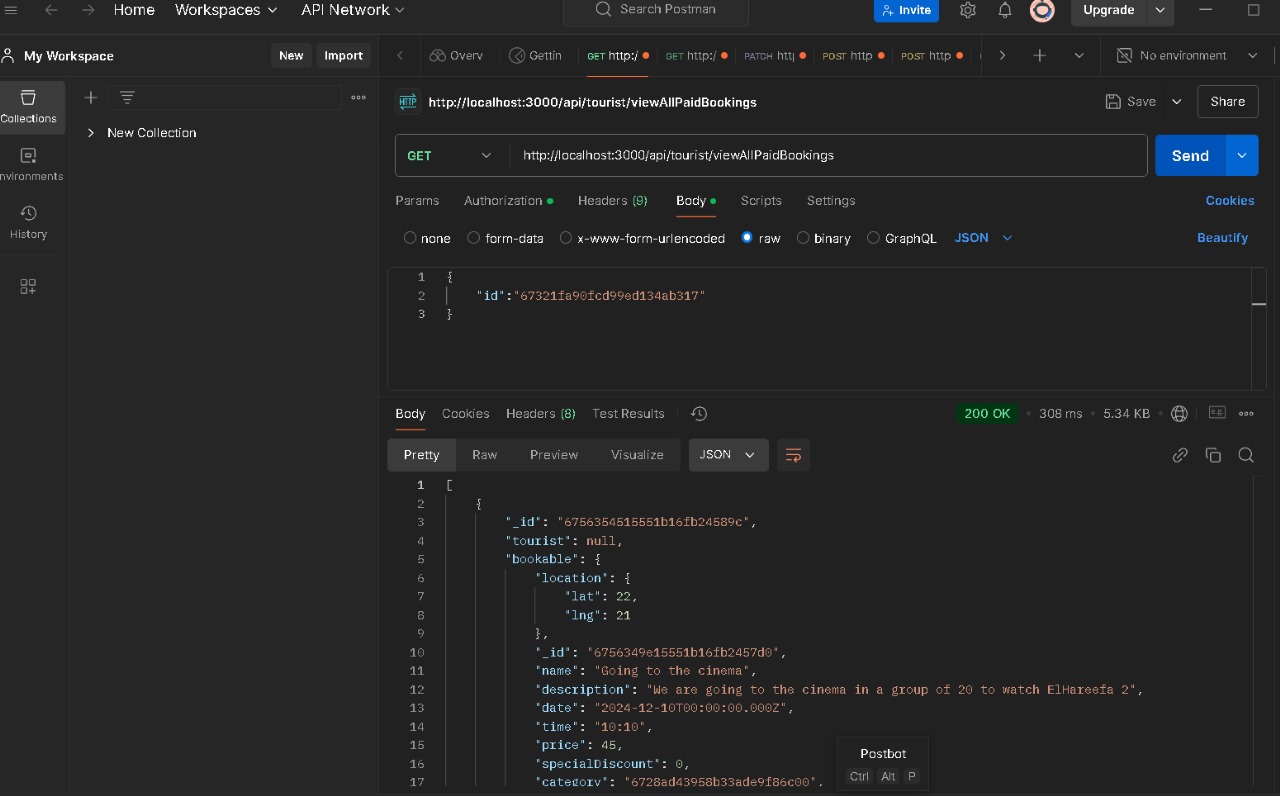 Home Workspaces API Network Search Postman Invite Upgrade
My Workspace New Import Overv Gettin GET http:/ GET http:/ PATCH htt| POST http POST http No environment
Collections
New Collection
HTTP http://localhost:3000/api/tourist/viewAllPaidBookings Save Share
GET http://localhost:3000/api/tourist/viewAllPaidBookings Send
nvironments
Params Authorization Headers (9) Body Scripts Settings Cookies
History
none form-data x-www-form-urlencoded raw binary GraphQL JSON Beautify
1 {
2 "id":"67321fa90fcd99ed134ab317"
3 }
Body Cookies Headers (8) Test Results 200 OK 308 ms 5.34 KB e.g.
Pretty Raw Preview Visualize JSON
1 [
2 {
3 "_id": "6756354515551b16fb24589c",
4 "tourist": null,
5 "bookable": {
6 "location": {
7 "lat": 22,
8 "lng": 21
9 },
10 "_id": "6756349e15551b16fb2457d0",
11 "name": "Going to the cinema",
12 "description": "We are going to the cinema in a group of 20 to watch ElHareefa 2",
13 "date": "2024-12-10T00:00:00.000Z",
14 "time": "10:10",
15 "price": 45,
16 "specialDiscount": 0,
17 "category": "6728ad43958b33ade9f86c00",
Postbot
Ctrl Alt P